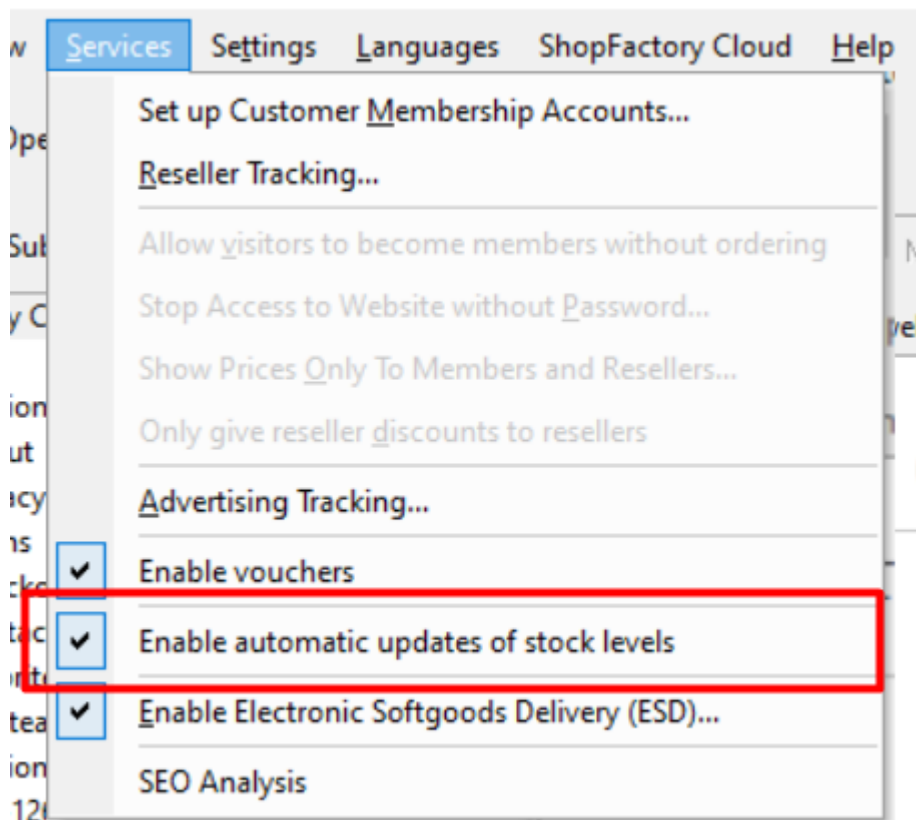 Services Settings Languages ShopFactory Cloud Help
Set up Customer Membership Accounts...
Reseller Tracking...
Allow visitors to become members without ordering
Stop Access to Website without Password...
Show Prices Only To Members and Resellers...
Only give reseller discounts to resellers
Advertising Tracking...
Enable vouchers
Enable automatic updates of stock levels
Enable Electronic Softgoods Delivery (ESD)...
SEO Analysis